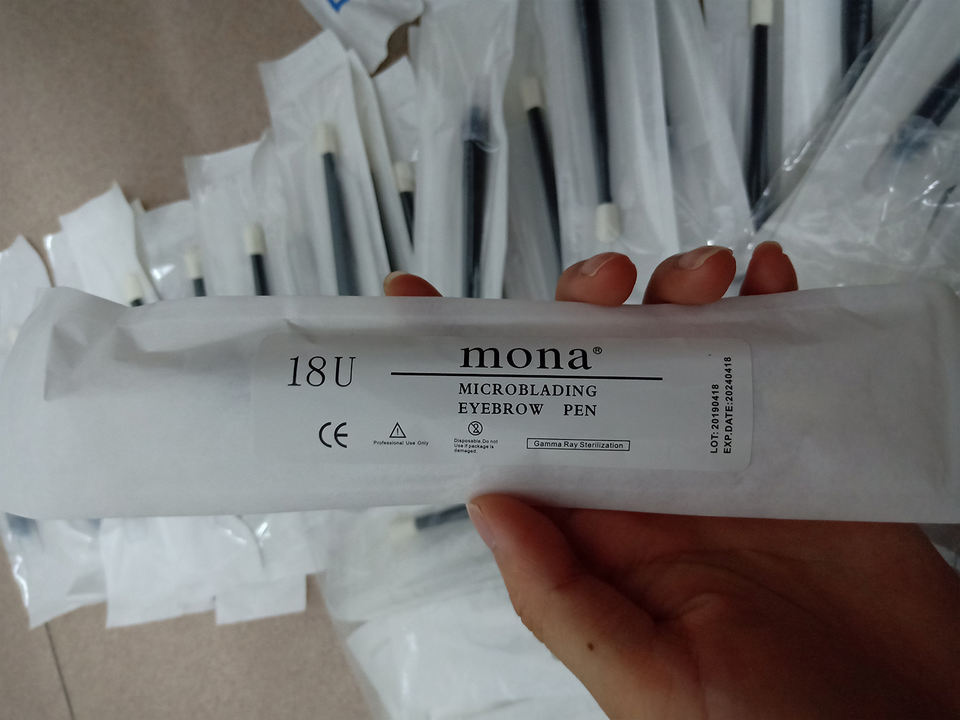 18U
mona®
MICROBLADING
EYEBROW PEN
CE
Professional Use Only
Disposable.Do not
Use if package is
damaged.
Gamma Ray Sterilization
LOT: 20190418
EXP.DATE:20240418